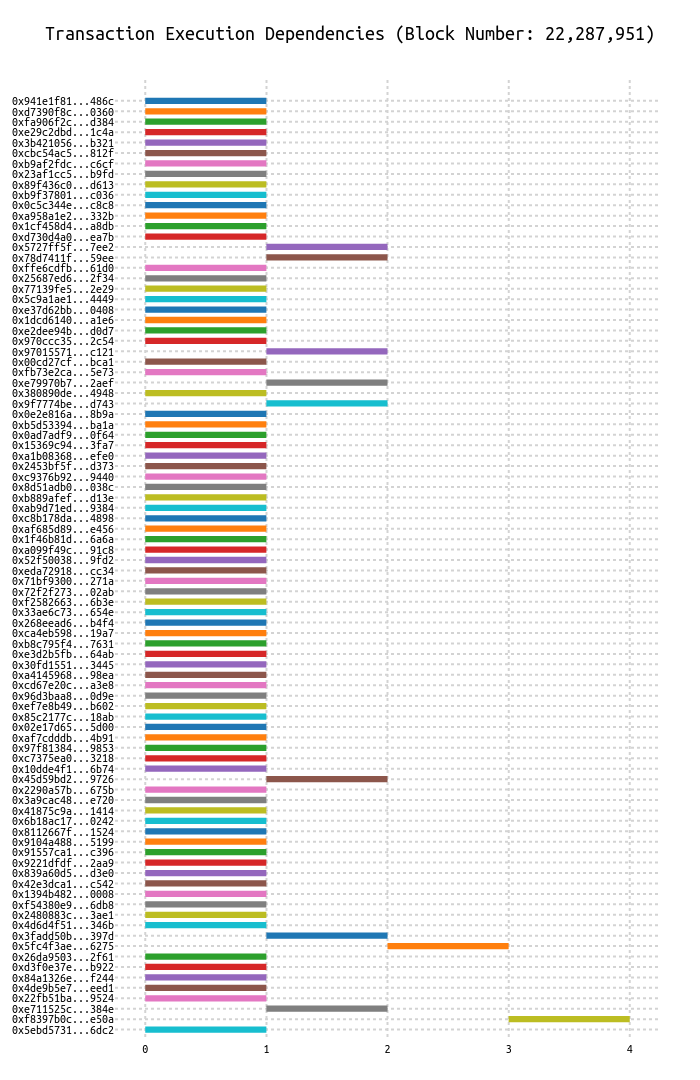 Transaction Execution Dependencies (Block Number: 22,287,951)
0x941e1f81...486c
0xd7390f8c...0360
0xfa906f2c...d384
0xe29c2dbd...1c4a
0x3b421056...b321
0xcbc54ac5...812f
0xb9af2fdc...c6cf
0x23af1cc5...b9fd
0x89f436c0...d613
0xb9f37801...c036
0x0c5c344e...c8c8
0xa958a1e2...332b
0x1cf458d4...a8db
0xd730d4a0...ea7b
0x5727ff5f...7ee2
0x78d7411f...59ee
0xffe6cdfb...61d0
0x25687ed6...2f34
0x77139fe5...2e29
0x5c9a1ae1...4449
0xe37d62bb...0408
0x1dcd6140...a1e6
0xe2dee94b...d0d7
0x970ccc35...2c54
0x97015571...c121
0x00cd27cf...bca1
0xfb73e2ca...5e73
0xe79970b7...2aef
0x380890de...4948
0x9f7774be...d743
0x0e2e816a...8b9a
0xb5d53394...ba1a
0x0ad7adf9...0f64
0x15369c94...3fa7
0xa1b08368...efe0
0x2453bf5f...d373
0xc9376b92...9440
0x8d51adb0...038c
0xb889afef...d13e
0xab9d71ed...9384
0xc8b178da...4898
0xaf685d89...e456
0x1f46b81d...6a6a
0xa099f49c...91c8
0x52f50038...9fd2
0xeda72918...cc34
0x71bf9300...271a
0x72f2f273...02ab
0xf2582663...6b3e
0x33ae6c73...654e
0x268eead6...b4f4
0xca4eb598...19a7
0xb8c795f4...7631
0xe3d2b5fb...64ab
0x30fd1551...3445
0xa4145968...98ea
0xcd67e20c...a3e8
0x96d3baa8...0d9e
0xef7e8b49...b602
0x85c2177c...18ab
0x02e17d65...5d00
0xaf7cdddb...4b91
0x97f81384...9853
0xc7375ea0...3218
0x10dde4f1...6b74
0x45d59bd2...9726
0x2290a57b...675b
0x3a9cac48...e720
0x41875c9a...1414
0x6b18ac17...0242
0x8112667f...1524
0x9104a488...5199
0x91557ca1...c396
0x9221dfdf...2aa9
0x839a60d5...d3e0
0x42e3dca1...c542
0x1394b482...0008
0xf54380e9...6db8
0x2480883c...3ae1
0x4d6d4f51...346b
0x3fadd50b...397d
0x5fc4f3ae...6275
0x26da9503...2f61
0xd3f0e37e...b922
0x84a1326e...f244
0x4de9b5e7...eed1
0x22fb51ba...9524
0xe711525c...384e
0xf8397b0c...e50a
0x5ebd5731...6dc2
0 1 2 3 4